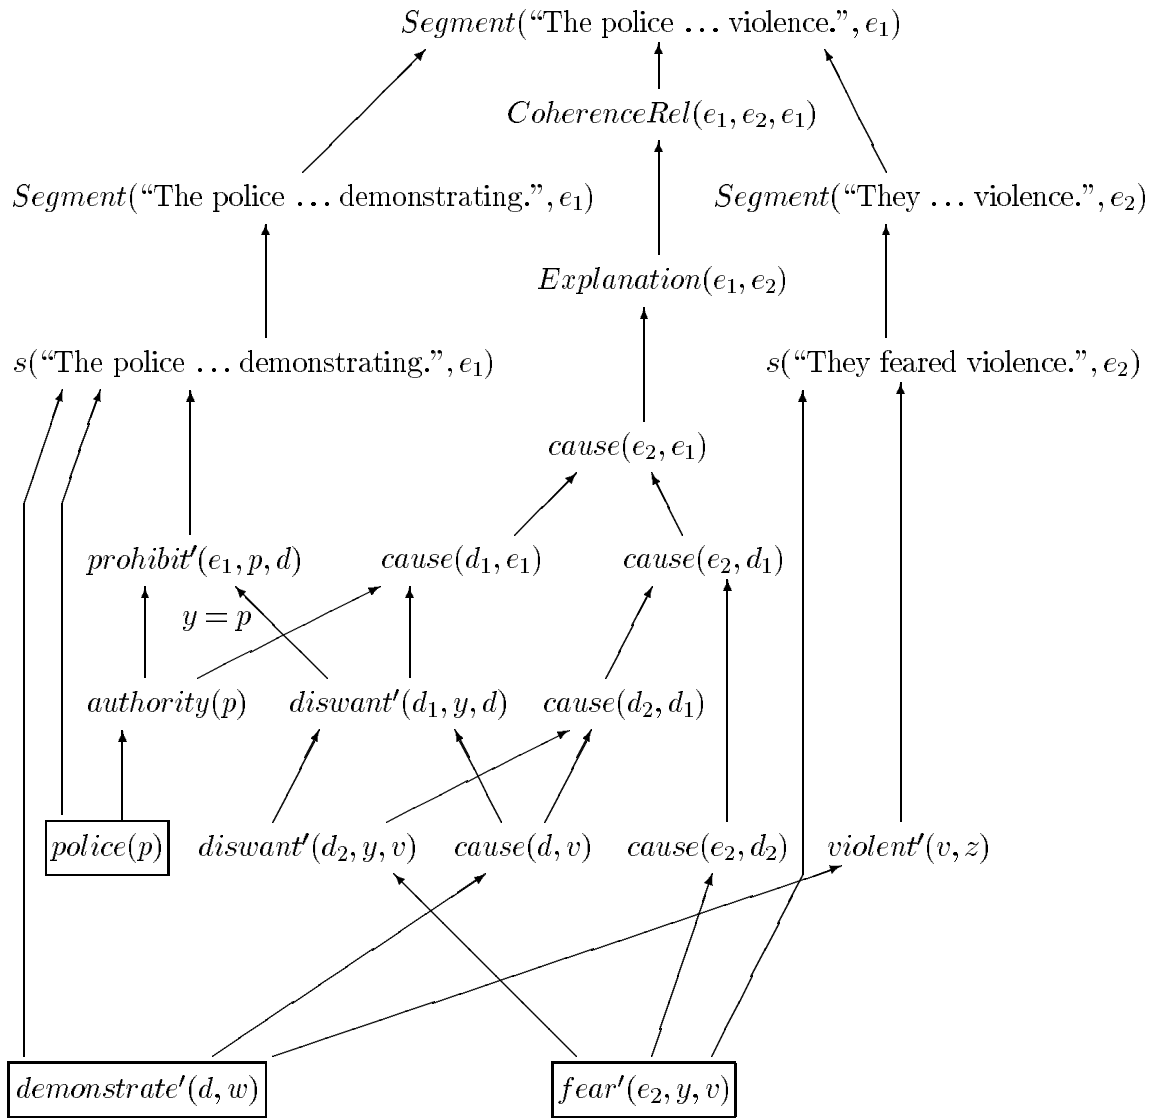 Segment(“The police … violence.”, e₁)
CoherenceRel(e₁, e₂, e₁)
Segment(“The police … demonstrating.”, e₁) Segment(“They … violence.”, e₂)
Explanation(e₁, e₂)
s(“The police … demonstrating.”, e₁) s(“They feared violence.”, e₂)
cause(e₂, e₁)
prohibit′(e₁, p, d) cause(d₁, e₁) cause(e₂, d₁)
y = p
authority(p) diswant′(d₁, y, d) cause(d₂, d₁)
police(p) diswant′(d₂, y, v) cause(d, v) cause(e₂, d₂) violent′(v, z)
demonstrate′(d, w) fear′(e₂, y, v)